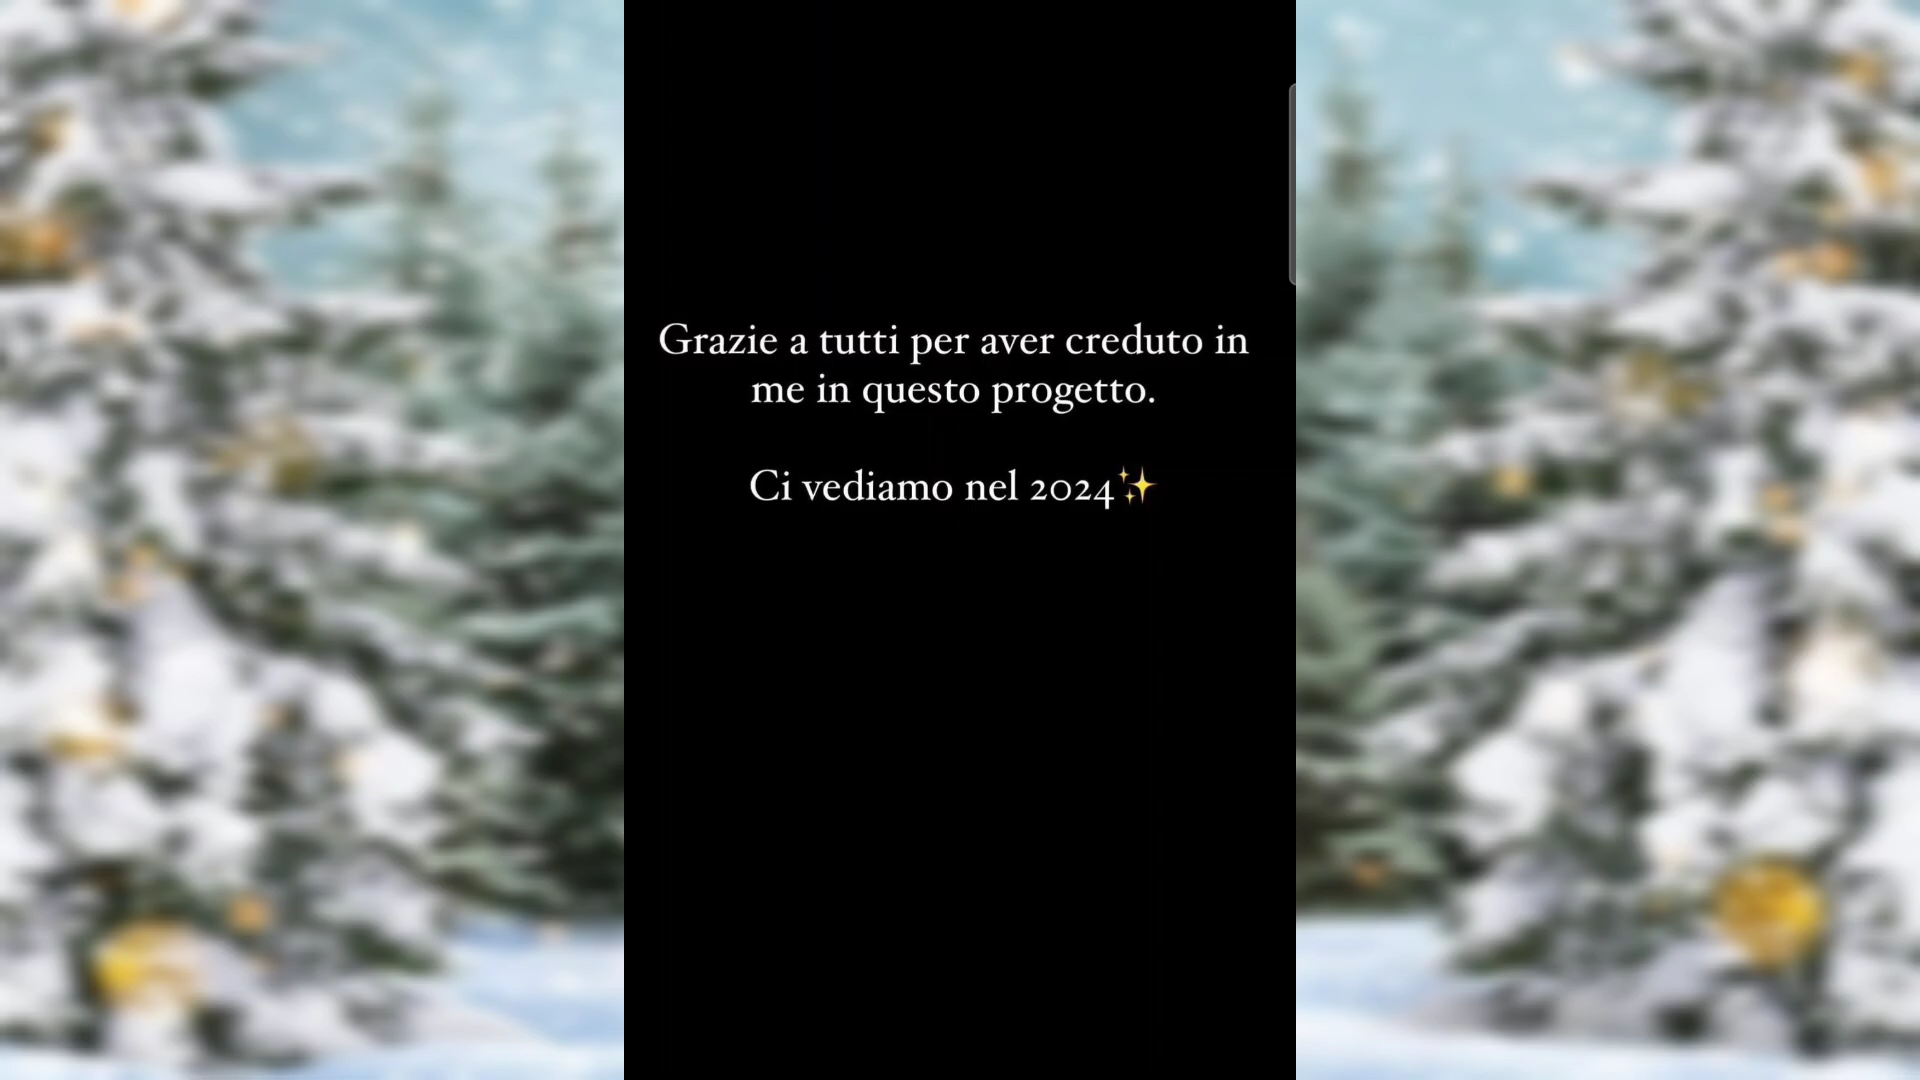 Grazie a tutti per aver creduto in
me in questo progetto.
Ci vediamo nel 2024✨